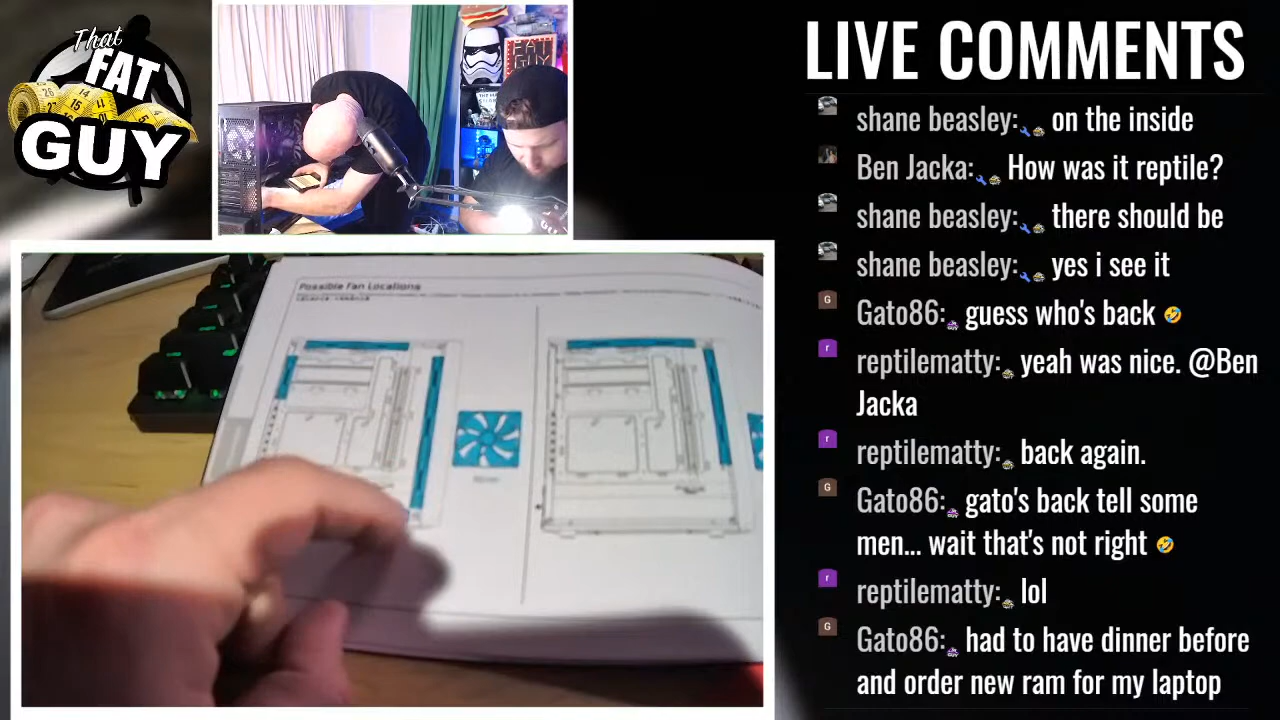 That
FAT
GUY
LIVE COMMENTS
shane beasley: on the inside
Ben Jacka: How was it reptile?
shane beasley: there should be
shane beasley: yes i see it
Gato86: guess who's back 🤣
reptilematty: yeah was nice. @Ben
Jacka
reptilematty: back again.
Gato86: gato's back tell some
men... wait that's not right 🤣
reptilematty: lol
Gato86: had to have dinner before
and order new ram for my laptop
Possible Fan Locations